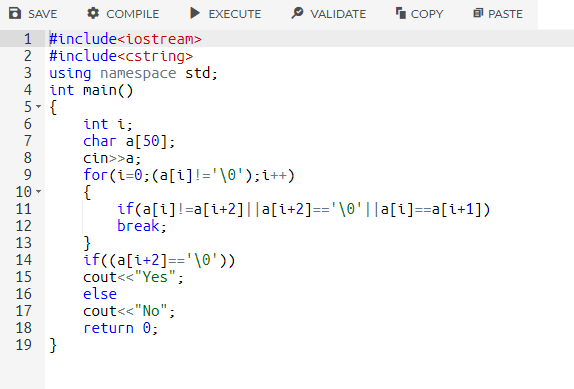 SAVE COMPILE EXECUTE VALIDATE COPY PASTE
1 #include<iostream>
2 #include<cstring>
3 using namespace std;
4 int main()
5 {
6 int i;
7 char a[50];
8 cin>>a;
9 for(i=0;(a[i]!='\0');i++)
10 {
11 if(a[i]!=a[i+2]||a[i+2]=='\0'||a[i]==a[i+1])
12 break;
13 }
14 if((a[i+2]=='\0'))
15 cout<<"Yes";
16 else
17 cout<<"No";
18 return 0;
19 }